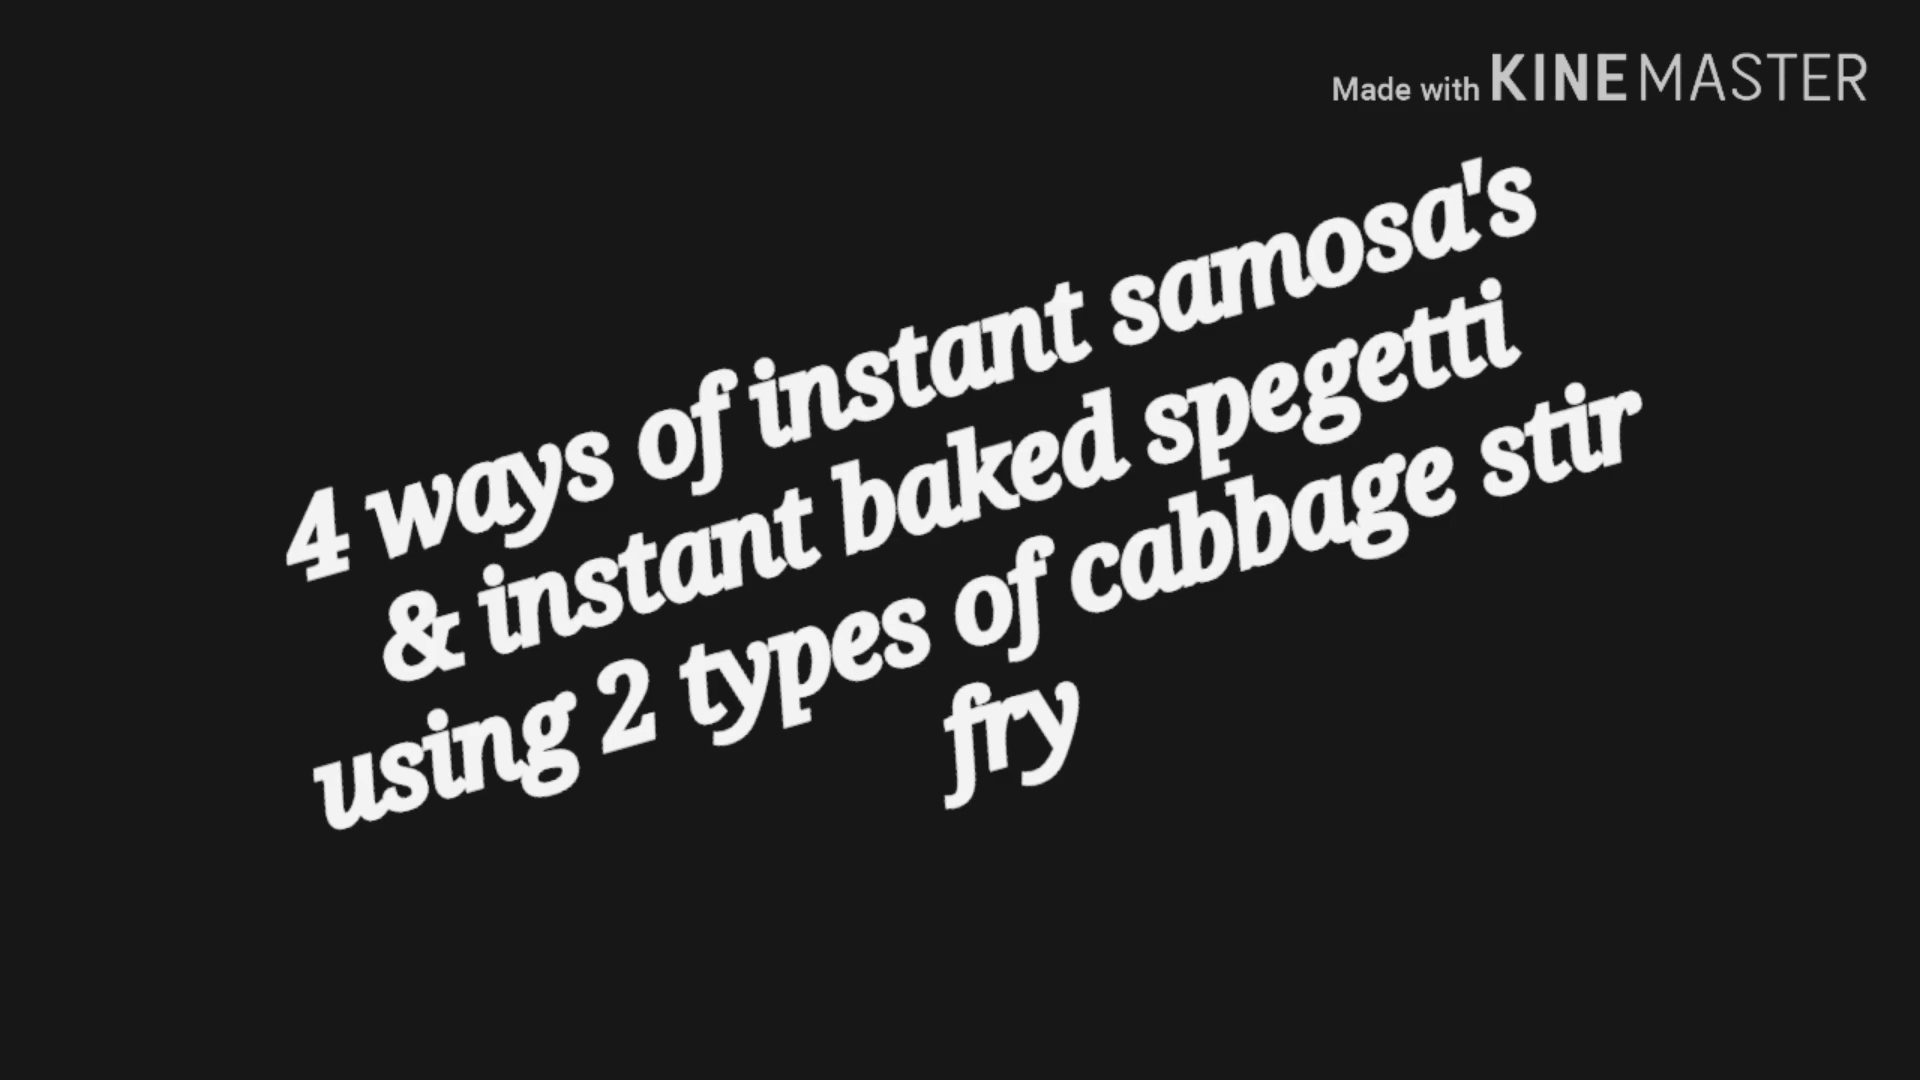 Made with KINEMASTER
4 ways of instant samosa's
& instant baked spegetti
using 2 types of cabbage stir
fry